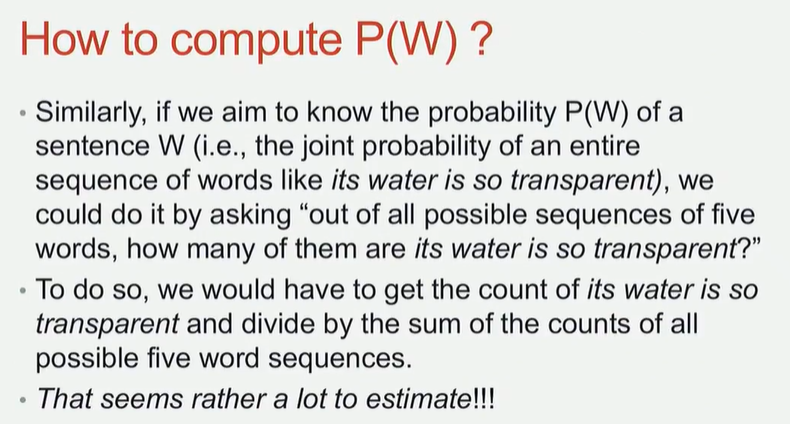 How to compute P(W) ?
• Similarly, if we aim to know the probability P(W) of a
sentence W (i.e., the joint probability of an entire
sequence of words like its water is so transparent), we
could do it by asking “out of all possible sequences of five
words, how many of them are its water is so transparent?”
• To do so, we would have to get the count of its water is so
transparent and divide by the sum of the counts of all
possible five word sequences.
• That seems rather a lot to estimate!!!